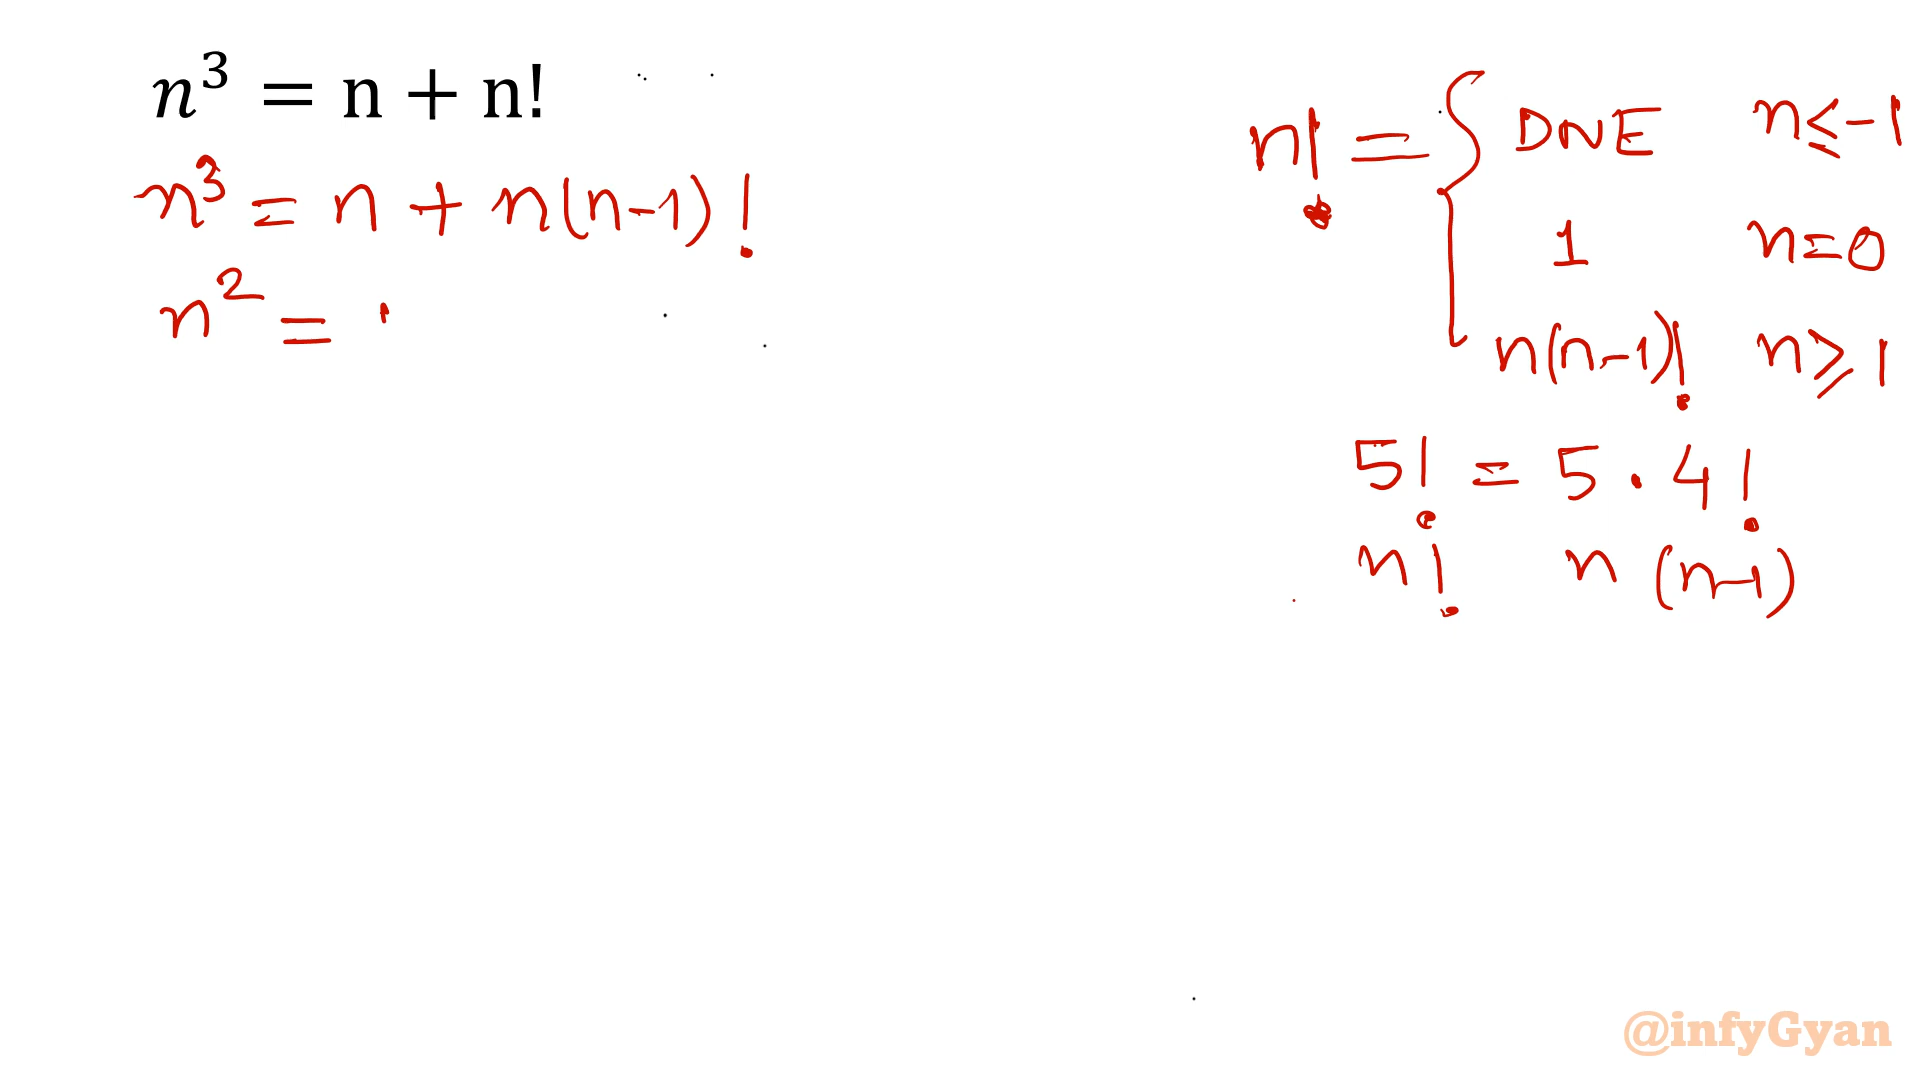 n³ = n + n!
n³ = n + n(n-1)!
n² =
n! = { DNE n ≤ -1
1 n=0
n(n-1)! n ≥ 1
5! = 5 . 4!
n! n (n-1)
@infyGyan